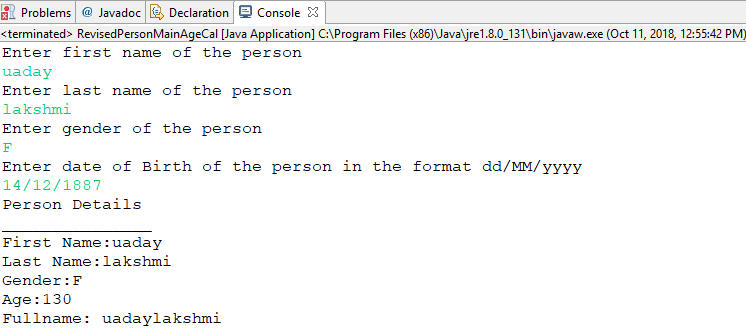 Problems @ Javadoc Declaration Console
<terminated> RevisedPersonMainAgeCal [Java Application] C:\Program Files (x86)\Java\jre1.8.0_131\bin\javaw.exe (Oct 11, 2018, 12:55:42 PM)
Enter first name of the person
uaday
Enter last name of the person
lakshmi
Enter gender of the person
F
Enter date of Birth of the person in the format dd/MM/yyyy
14/12/1887
Person Details
_______________
First Name:uaday
Last Name:lakshmi
Gender:F
Age:130
Fullname: uadaylakshmi